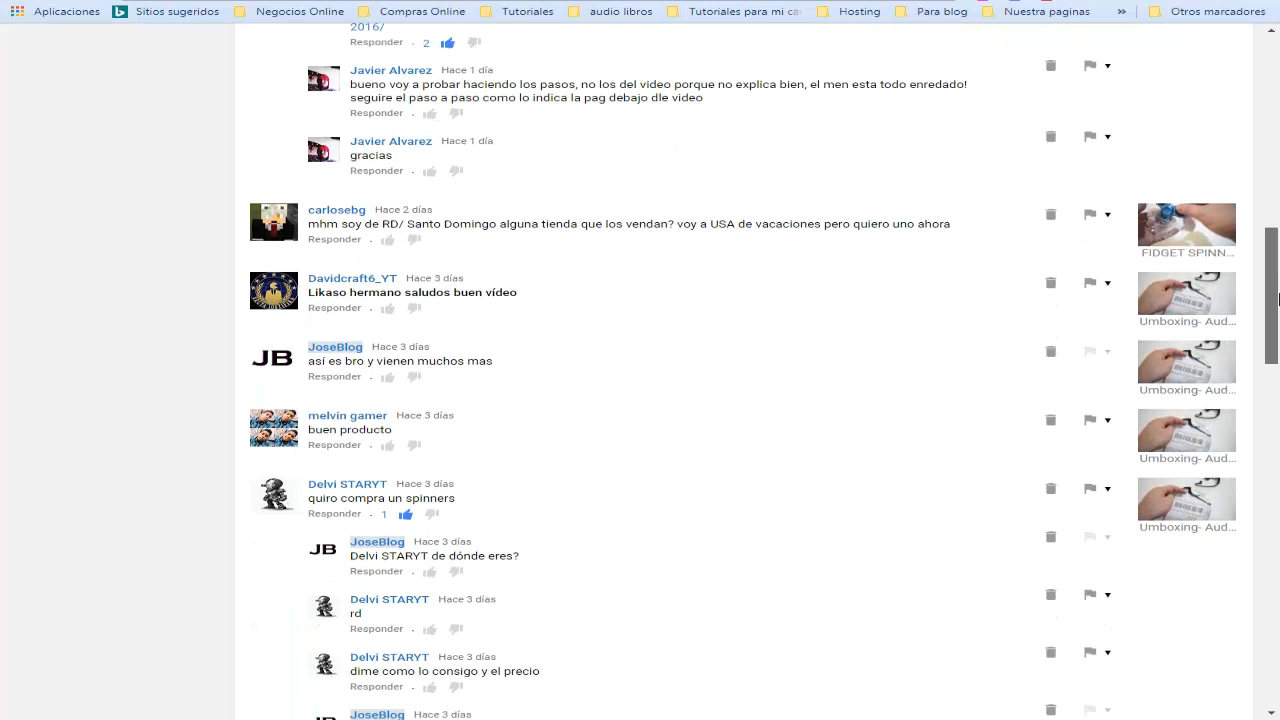 Aplicaciones Sitios sugeridos Negocios Online Compras Online Tutoriales audio libros Tutcriales para mi ca Hosting Para blog Nuestra paginas » Otros marcadores
2016/
Responder . 2
Javier Alvarez Hace 1 día
bueno voy a probar haciendo los pasos, no los del video porque no explica bien, el men esta todo enredado!
seguire el paso a paso como lo indica la pag debajo dle video
Responder .
Javier Alvarez Hace 1 día
gracias
Responder .
carlosebg Hace 2 días
mhm soy de RD/ Santo Domingo alguna tienda que los vendan? voy a USA de vacaciones pero quiero uno ahora
Responder .
FIDGET SPINN...
Davidcraft6_YT Hace 3 días
Likaso hermano saludos buen vídeo
Responder .
Umboxing- Aud...
JB
JoseBlog Hace 3 días
así es bro y vienen muchos mas
Responder .
Umboxing- Aud...
melvin gamer Hace 3 días
buen producto
Responder .
Umboxing- Aud...
Delvi STARYT Hace 3 días
quiro compra un spinners
Responder . 1
Umboxing- Aud...
JB
JoseBlog Hace 3 días
Delvi STARYT de dónde eres?
Responder .
Delvi STARYT Hace 3 días
rd
Responder .
Delvi STARYT Hace 3 días
dime como lo consigo y el precio
Responder .
JoseBlog Hace 3 días